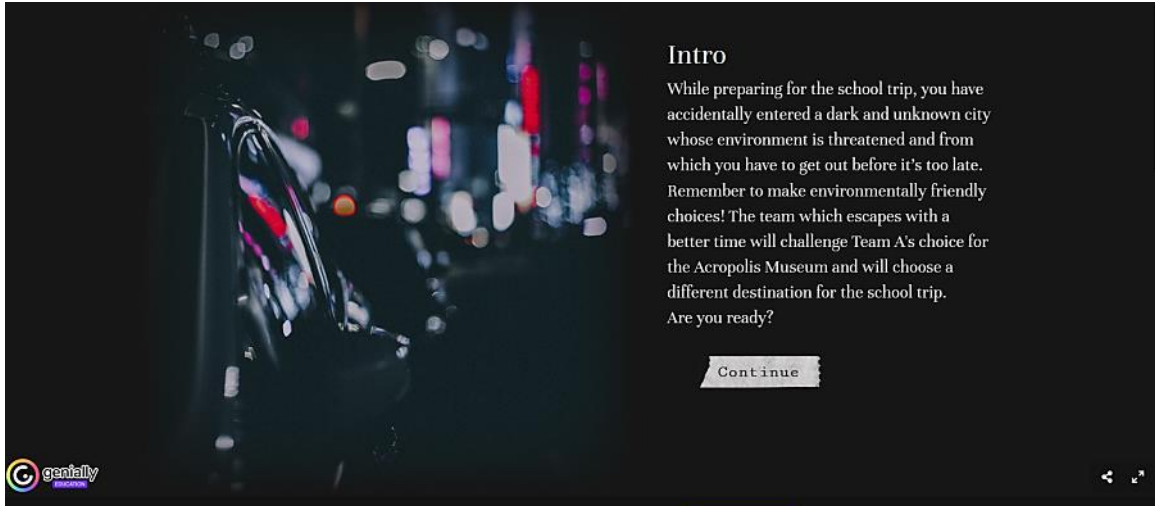 Intro
While preparing for the school trip, you have
accidentally entered a dark and unknown city
whose environment is threatened and from
which you have to get out before it's too late.
Remember to make environmentally friendly
choices! The team which escapes with a
better time will challenge Team A's choice for
the Acropolis Museum and will choose a
different destination for the school trip.
Are you ready?
Continue
genially
EDUCATION